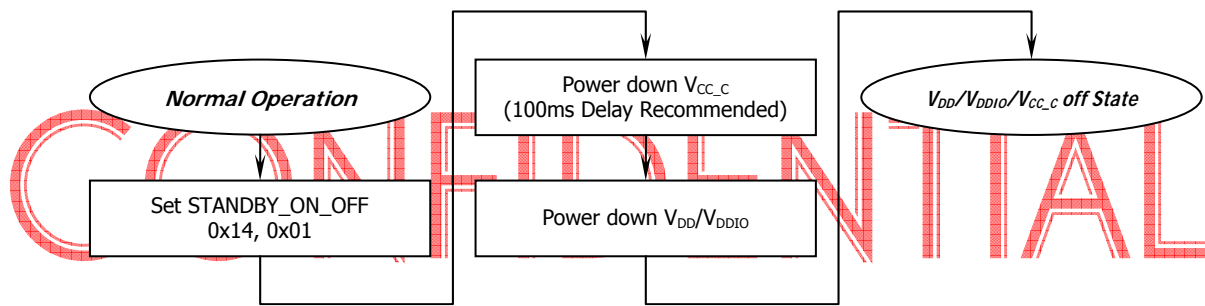 Normal Operation
Set STANDBY_ON_OFF
0x14, 0x01
Power down VCC_C
(100ms Delay Recommended)
Power down VDD/VDDIO
VDD/VDDIO/VCC_C off State
CONFIDENTIAL